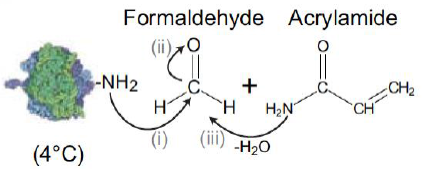 Formaldehyde Acrylamide
(ii) O O
-NH2 C + C CH2
H H H2N CH
(i) (iii) -H2O
(4°C)